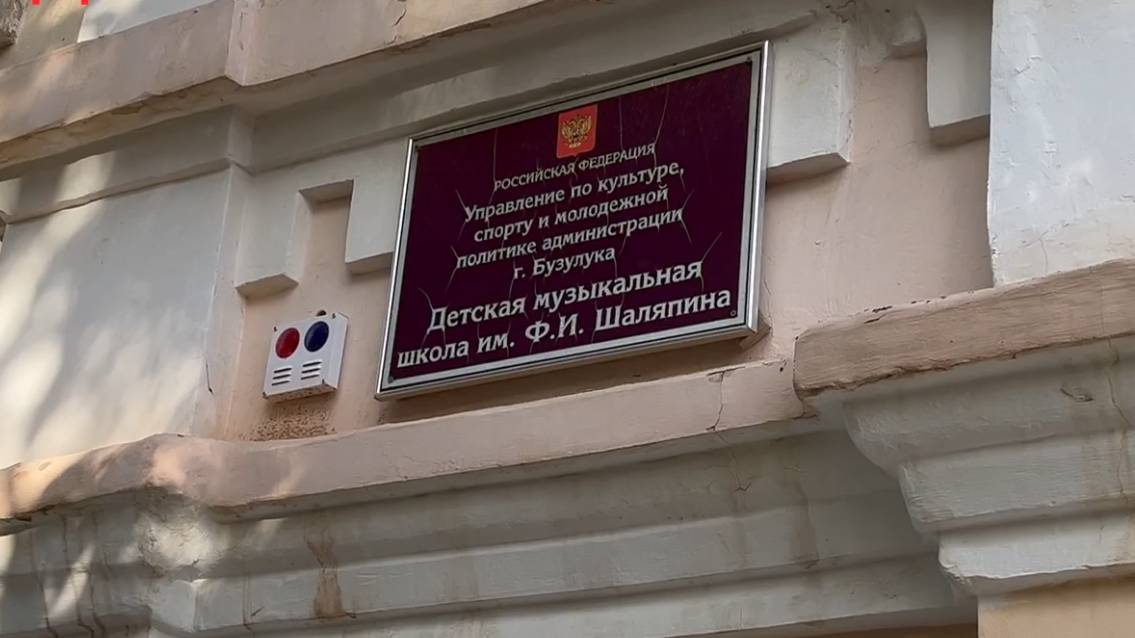 РОССИЙСКАЯ ФЕДЕРАЦИЯ
Управление по культуре,
спорту и молодежной
политике администрации
г. Бузулука
Детская музыкальная
школа им. Ф.И. Шаляпина